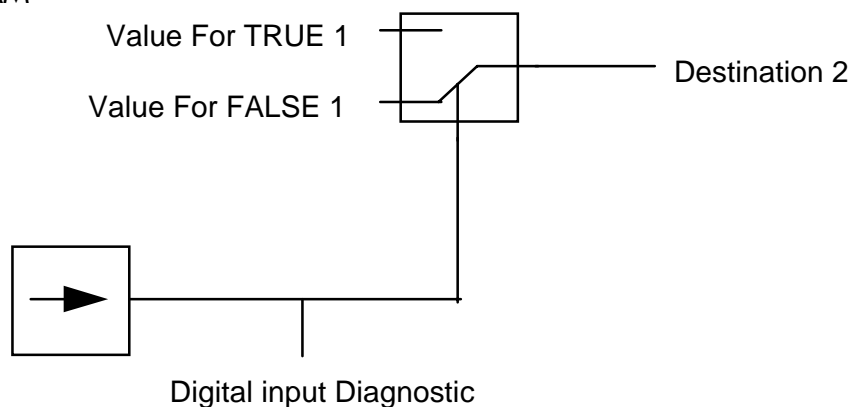 Value For TRUE 1
Value For FALSE 1
Destination 2
Digital input Diagnostic